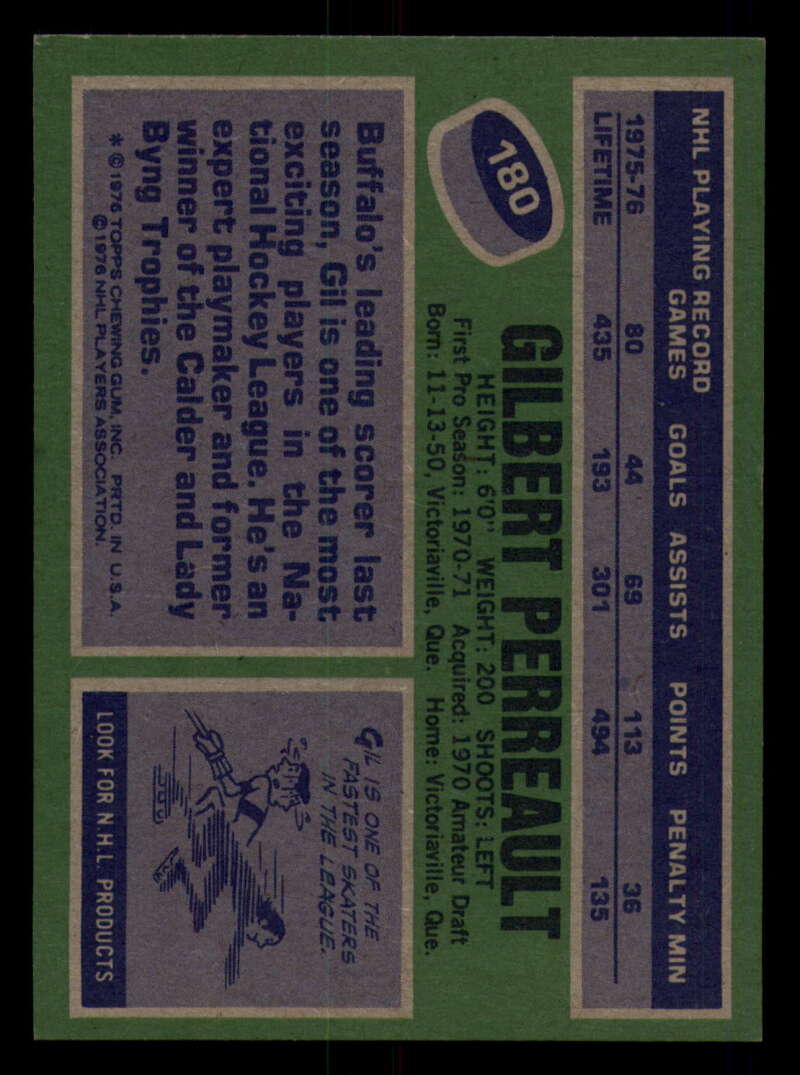 180
GILBERT PERREAULT
HEIGHT: 6'0" WEIGHT: 200 SHOOTS: LEFT
First Pro Season: 1970-71 Acquired: 1970 Amateur Draft
Born: 11-13-50, Victoriaville, Que. Home: Victoriaville, Que.
NHL PLAYING RECORD
GAMES GOALS ASSISTS POINTS PENALTY MIN
1975-76 80 44 69 113 36
LIFETIME 435 193 301 494 135
Buffalo's leading scorer last
season, Gil is one of the most
exciting players in the Na-
tional Hockey League. He's an
expert playmaker and former
winner of the Calder and Lady
Byng Trophies.
* © 1976 TOPPS CHEWING GUM, INC. PRTD. IN U.S.A.
© 1976 NHL PLAYERS ASSOCIATION.
GIL IS ONE OF THE
FASTEST SKATERS
IN THE LEAGUE.
LOOK FOR N.H.L. PRODUCTS